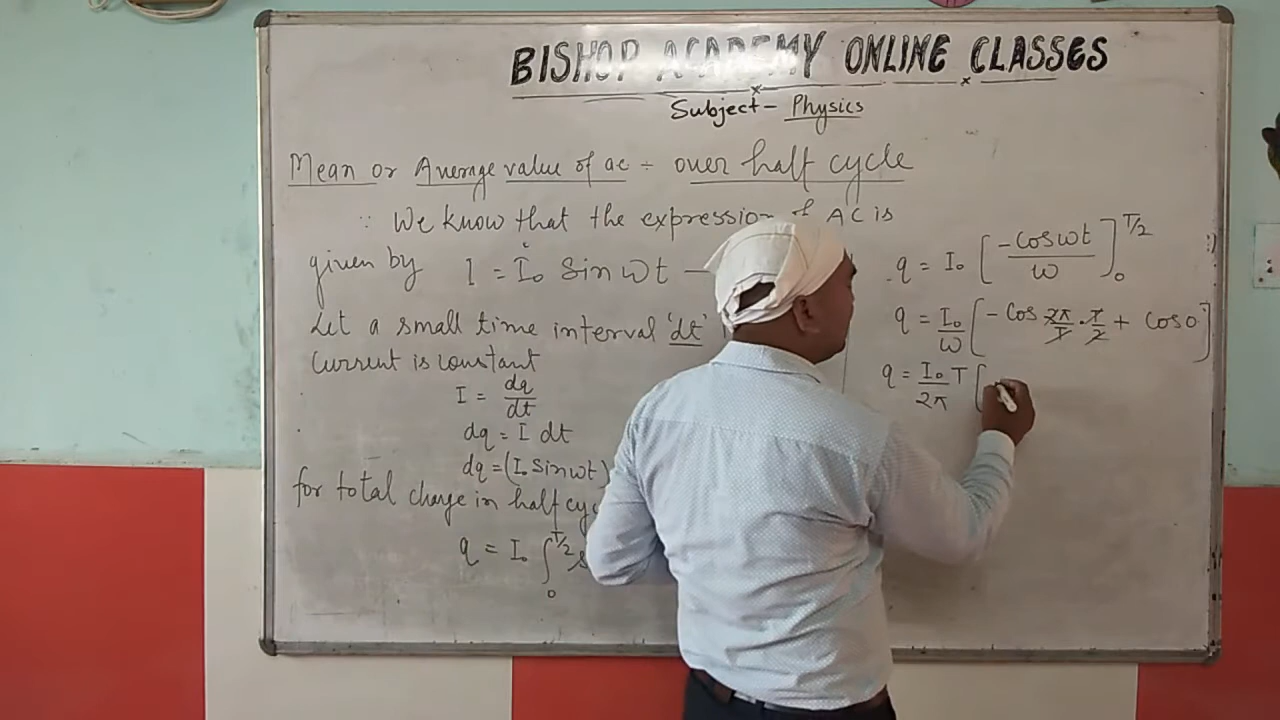 BISHOP ACADEMY ONLINE CLASSES
Subject - Physics
Mean or Average value of ac ÷ over half cycle
∵ We know that the expression of AC is
given by I = I₀ Sin ωt —
Let a small time interval 'dt'
Current is constant
I = dq/dt
dq = I dt
dq = (I₀ Sin ωt)
for total charge in half
q = I₀ ∫₀^T/2
q = I₀ [-Cos ωt / ω]₀^T/2
q = I₀/ω [-Cos 2π/T · T/2 + Cos 0]
q = I₀/2π T [